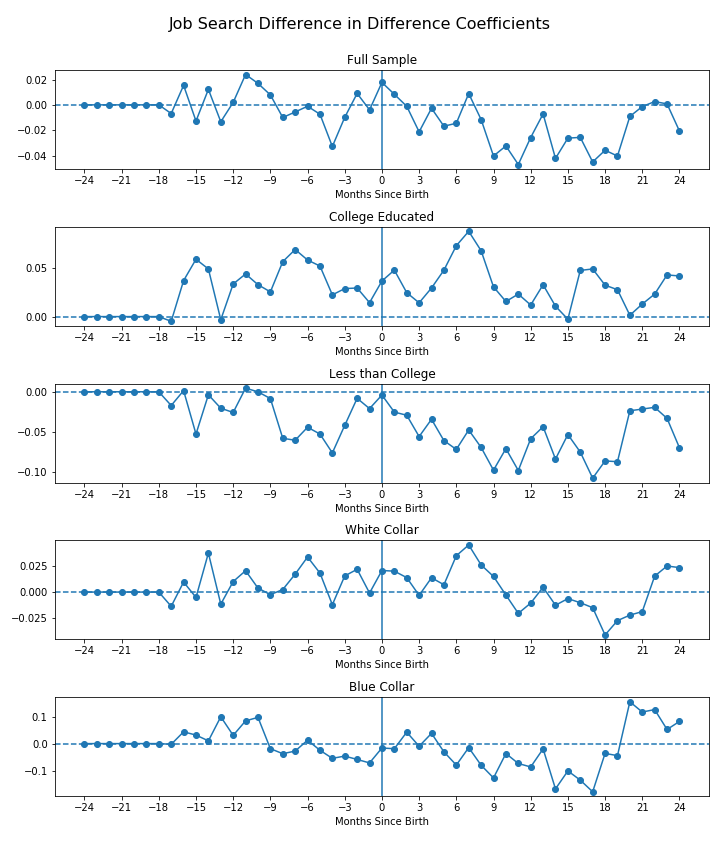 Job Search Difference in Difference Coefficients
Full Sample
0.02
0.00
−0.02
−0.04
−24 −21 −18 −15 −12 −9 −6 −3 0 3 6 9 12 15 18 21 24
Months Since Birth
College Educated
0.05
0.00
−24 −21 −18 −15 −12 −9 −6 −3 0 3 6 9 12 15 18 21 24
Months Since Birth
Less than College
0.00
−0.05
−0.10
−24 −21 −18 −15 −12 −9 −6 −3 0 3 6 9 12 15 18 21 24
Months Since Birth
White Collar
0.025
0.000
−0.025
−24 −21 −18 −15 −12 −9 −6 −3 0 3 6 9 12 15 18 21 24
Months Since Birth
Blue Collar
0.1
0.0
−0.1
−24 −21 −18 −15 −12 −9 −6 −3 0 3 6 9 12 15 18 21 24
Months Since Birth